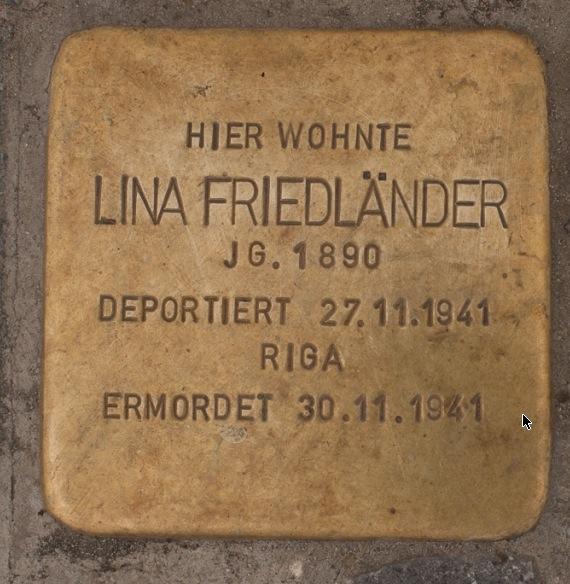 HIER WOHNTE
LINA FRIEDLÄNDER
JG. 1890
DEPORTIERT 27.11.1941
RIGA
ERMORDET 30.11.1941